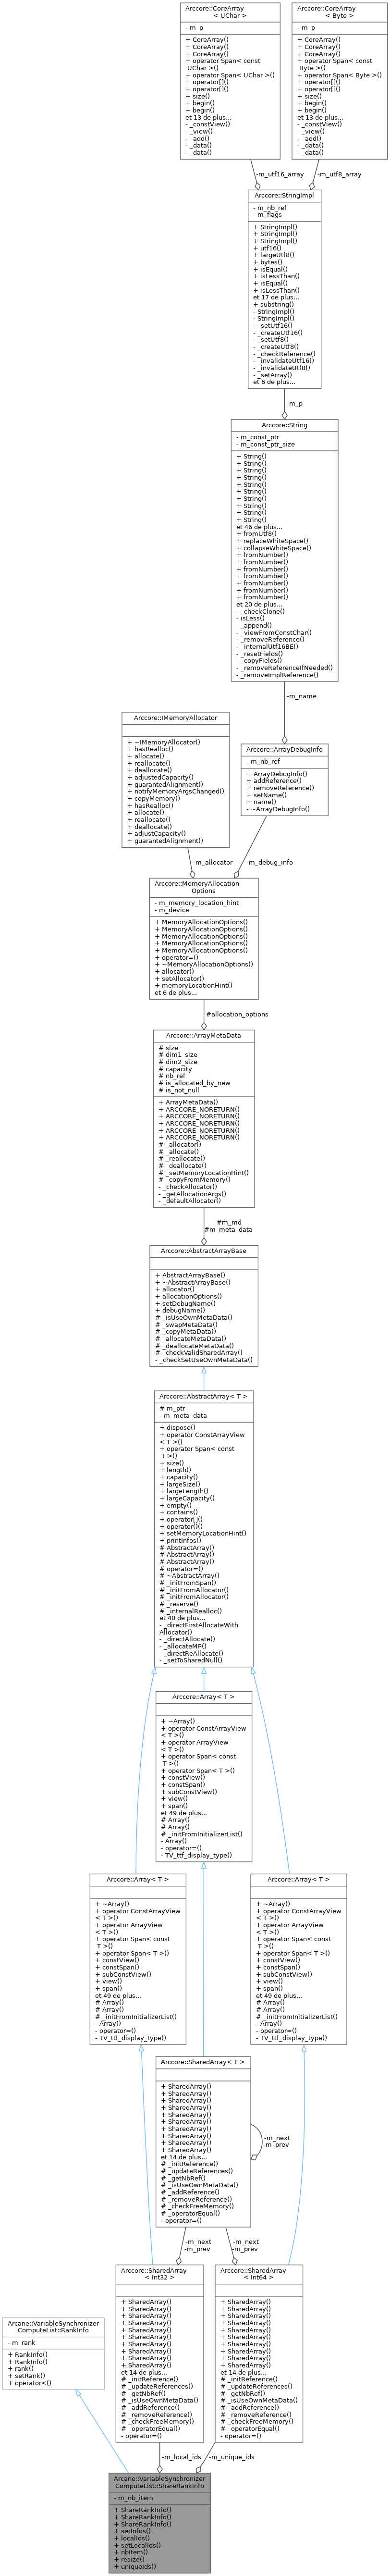 Arccore::CoreArray
< UChar >
- m_p
+ CoreArray()
+ CoreArray()
+ CoreArray()
+ operator Span< const
UChar >()
+ operator Span< UChar >()
+ operator[]()
+ operator[]()
+ size()
+ begin()
+ begin()
et 13 de plus...
- _constView()
- _view()
- _add()
- _data()
- _data()
Arccore::CoreArray
< Byte >
- m_p
+ CoreArray()
+ CoreArray()
+ CoreArray()
+ operator Span< const
Byte >()
+ operator Span< Byte >()
+ operator[]()
+ operator[]()
+ size()
+ begin()
+ begin()
et 13 de plus...
- _constView()
- _view()
- _add()
- _data()
- _data()
-m_utf16_array
-m_utf8_array
Arccore::StringImpl
- m_nb_ref
- m_flags
+ StringImpl()
+ StringImpl()
+ StringImpl()
+ utf16()
+ largeUtf8()
+ bytes()
+ isEqual()
+ isLessThan()
+ isEqual()
+ isLessThan()
et 17 de plus...
+ substring()
- StringImpl()
- StringImpl()
- _setUtf16()
- _createUtf16()
- _setUtf8()
- _createUtf8()
- _checkReference()
- _invalidateUtf16()
- _invalidateUtf8()
- _setArray()
et 6 de plus...
-m_p
Arccore::String
- m_const_ptr
- m_const_ptr_size
+ String()
+ String()
+ String()
+ String()
+ String()
+ String()
+ String()
+ String()
+ String()
+ String()
et 46 de plus...
+ fromUtf8()
+ replaceWhiteSpace()
+ collapseWhiteSpace()
+ fromNumber()
+ fromNumber()
+ fromNumber()
+ fromNumber()
+ fromNumber()
+ fromNumber()
+ fromNumber()
et 20 de plus...
- _checkClone()
- isLess()
- _append()
- _viewFromConstChar()
- _removeReference()
- _internalUtf16BE()
- _resetFields()
- _copyFields()
- _removeReferenceIfNeeded()
- _removeImplReference()
-m_name
Arccore::IMemoryAllocator
+ ~IMemoryAllocator()
+ hasRealloc()
+ allocate()
+ reallocate()
+ deallocate()
+ adjustedCapacity()
+ guarantedAlignment()
+ notifyMemoryArgsChanged()
+ copyMemory()
+ hasRealloc()
+ allocate()
+ reallocate()
+ deallocate()
+ adjustCapacity()
+ guarantedAlignment()
Arccore::ArrayDebugInfo
- m_nb_ref
+ ArrayDebugInfo()
+ addReference()
+ removeReference()
+ setName()
+ name()
- ~ArrayDebugInfo()
-m_allocator
-m_debug_info
Arccore::MemoryAllocation
Options
- m_memory_location_hint
- m_device
+ MemoryAllocationOptions()
+ MemoryAllocationOptions()
+ MemoryAllocationOptions()
+ MemoryAllocationOptions()
+ MemoryAllocationOptions()
+ operator=()
+ ~MemoryAllocationOptions()
+ allocator()
+ setAllocator()
+ memoryLocationHint()
et 6 de plus...
#allocation_options
Arccore::ArrayMetaData
# size
# dim1_size
# dim2_size
# capacity
# nb_ref
# is_allocated_by_new
# is_not_null
+ ArrayMetaData()
+ ARCCORE_NORETURN()
+ ARCCORE_NORETURN()
+ ARCCORE_NORETURN()
+ ARCCORE_NORETURN()
+ ARCCORE_NORETURN()
# _allocator()
# _allocate()
# _reallocate()
# _deallocate()
# _setMemoryLocationHint()
# _copyFromMemory()
- _checkAllocator()
- _getAllocationArgs()
- _defaultAllocator()
#m_md
#m_meta_data
Arccore::AbstractArrayBase
+ AbstractArrayBase()
+ ~AbstractArrayBase()
+ allocator()
+ allocationOptions()
+ setDebugName()
+ debugName()
# _isUseOwnMetaData()
# _swapMetaData()
# _copyMetaData()
# _allocateMetaData()
# _deallocateMetaData()
# _checkValidSharedArray()
- _checkSetUseOwnMetaData()
Arccore::AbstractArray< T >
# m_ptr
- m_meta_data
+ dispose()
+ operator ConstArrayView
< T >()
+ operator Span< const
T >()
+ size()
+ length()
+ capacity()
+ largeSize()
+ largeLength()
+ largeCapacity()
+ empty()
+ contains()
+ operator[]()
+ operator()()
+ setMemoryLocationHint()
+ printInfos()
# AbstractArray()
# AbstractArray()
# AbstractArray()
# operator=()
# ~AbstractArray()
# _initFromSpan()
# _initFromAllocator()
# _initFromAllocator()
# _reserve()
# _internalRealloc()
et 40 de plus...
- _directFirstAllocateWith
Allocator()
- _directAllocate()
- _allocateMP()
- _directReAllocate()
- _setToSharedNull()
Arccore::Array< T >
+ ~Array()
+ operator ConstArrayView
< T >()
+ operator ArrayView
< T >()
+ operator Span< const
T >()
+ operator Span< T >()
+ constView()
+ constSpan()
+ subConstView()
+ view()
+ span()
et 49 de plus...
# Array()
# Array()
# _initFromInitializerList()
- Array()
- operator=()
- TV_ttf_display_type()
Arccore::Array< T >
+ ~Array()
+ operator ConstArrayView
< T >()
+ operator ArrayView
< T >()
+ operator Span< const
T >()
+ operator Span< T >()
+ constView()
+ constSpan()
+ subConstView()
+ view()
+ span()
et 49 de plus...
# Array()
# Array()
# _initFromInitializerList()
- Array()
- operator=()
- TV_ttf_display_type()
Arccore::Array< T >
+ ~Array()
+ operator ConstArrayView
< T >()
+ operator ArrayView
< T >()
+ operator Span< const
T >()
+ operator Span< T >()
+ constView()
+ constSpan()
+ subConstView()
+ view()
+ span()
et 49 de plus...
# Array()
# Array()
# _initFromInitializerList()
- Array()
- operator=()
- TV_ttf_display_type()
Arccore::SharedArray< T >
+ SharedArray()
+ SharedArray()
+ SharedArray()
+ SharedArray()
+ SharedArray()
+ SharedArray()
+ SharedArray()
+ SharedArray()
+ SharedArray()
+ SharedArray()
et 14 de plus...
# _initReference()
# _updateReferences()
# _getNbRef()
# _isUseOwnMetaData()
# _addReference()
# _removeReference()
# _checkFreeMemory()
# _operatorEqual()
- operator=()
-m_next
-m_prev
-m_next
-m_prev
-m_next
-m_prev
Arccore::SharedArray
< Int32 >
+ SharedArray()
+ SharedArray()
+ SharedArray()
+ SharedArray()
+ SharedArray()
+ SharedArray()
+ SharedArray()
+ SharedArray()
+ SharedArray()
+ SharedArray()
et 14 de plus...
# _initReference()
# _updateReferences()
# _getNbRef()
# _isUseOwnMetaData()
# _addReference()
# _removeReference()
# _checkFreeMemory()
# _operatorEqual()
- operator=()
Arccore::SharedArray
< Int64 >
+ SharedArray()
+ SharedArray()
+ SharedArray()
+ SharedArray()
+ SharedArray()
+ SharedArray()
+ SharedArray()
+ SharedArray()
+ SharedArray()
+ SharedArray()
et 14 de plus...
# _initReference()
# _updateReferences()
# _getNbRef()
# _isUseOwnMetaData()
# _addReference()
# _removeReference()
# _checkFreeMemory()
# _operatorEqual()
- operator=()
Arcane::VariableSynchronizer
ComputeList::RankInfo
- m_rank
+ RankInfo()
+ RankInfo()
+ rank()
+ setRank()
+ operator<()
-m_local_ids
-m_unique_ids
Arcane::VariableSynchronizer
ComputeList::ShareRankInfo
- m_nb_item
+ ShareRankInfo()
+ ShareRankInfo()
+ ShareRankInfo()
+ setInfos()
+ localIds()
+ setLocalIds()
+ nbItem()
+ resize()
+ uniqueIds()